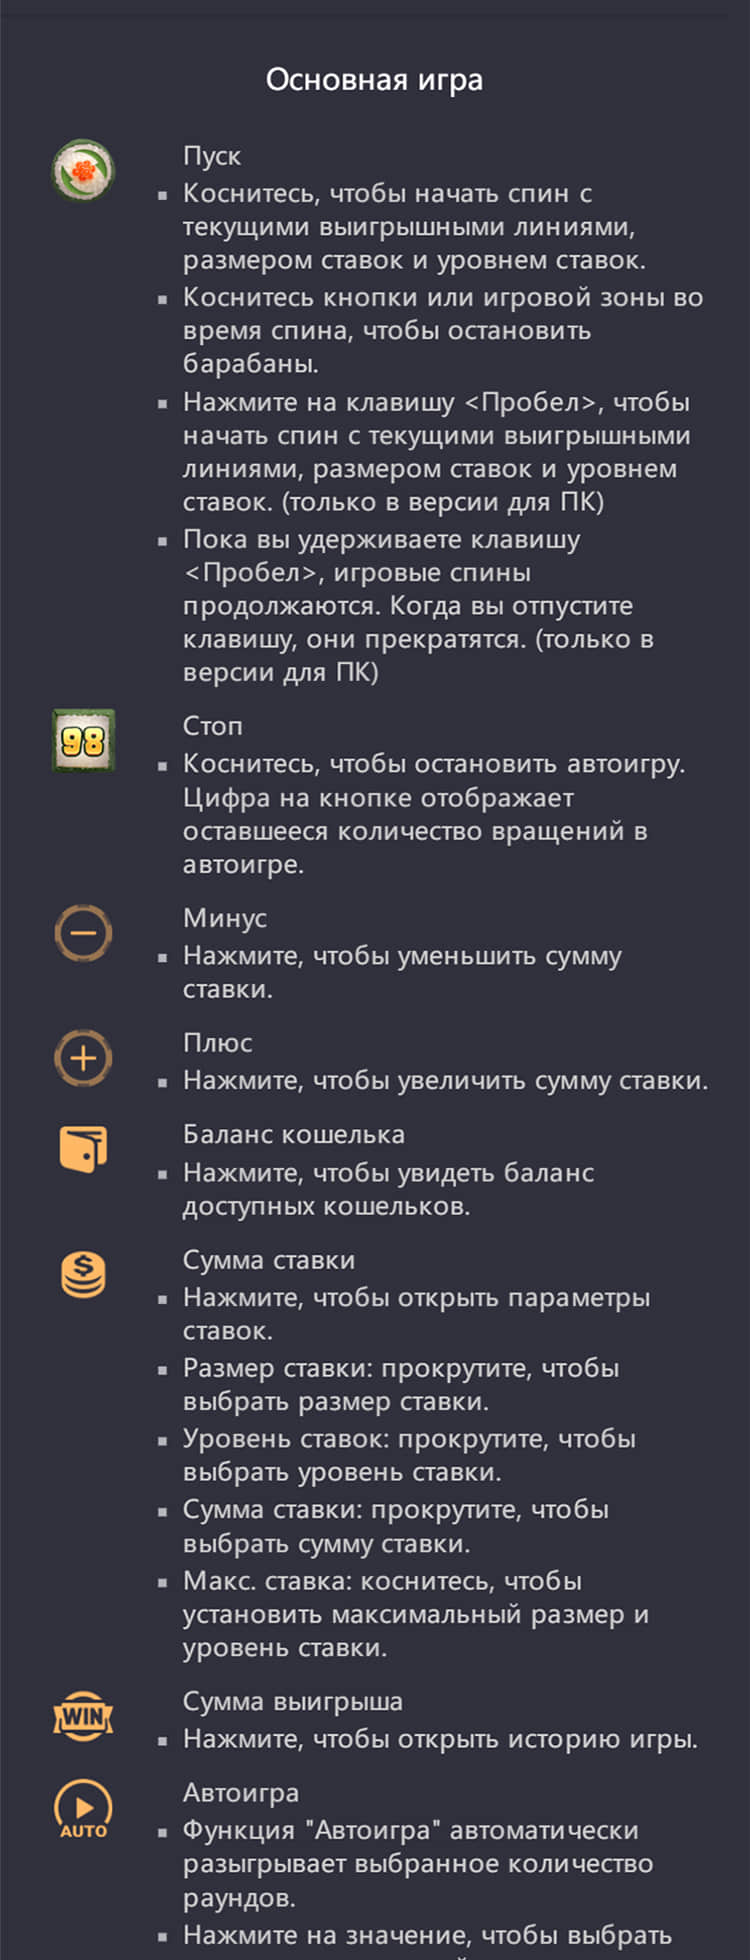 Основная игра
Пуск
▪ Коснитесь, чтобы начать спин с
текущими выигрышными линиями,
размером ставок и уровнем ставок.
▪ Коснитесь кнопки или игровой зоны во
время спина, чтобы остановить
барабаны.
▪ Нажмите на клавишу <Пробел>, чтобы
начать спин с текущими выигрышными
линиями, размером ставок и уровнем
ставок. (только в версии для ПК)
▪ Пока вы удерживаете клавишу
<Пробел>, игровые спины
продолжаются. Когда вы отпустите
клавишу, они прекратятся. (только в
версии для ПК)
98
Стоп
▪ Коснитесь, чтобы остановить автоигру.
Цифра на кнопке отображает
оставшееся количество вращений в
автоигре.
Минус
▪ Нажмите, чтобы уменьшить сумму
ставки.
Плюс
▪ Нажмите, чтобы увеличить сумму ставки.
Баланс кошелька
▪ Нажмите, чтобы увидеть баланс
доступных кошельков.
$
Сумма ставки
▪ Нажмите, чтобы открыть параметры
ставок.
▪ Размер ставки: прокрутите, чтобы
выбрать размер ставки.
▪ Уровень ставок: прокрутите, чтобы
выбрать уровень ставки.
▪ Сумма ставки: прокрутите, чтобы
выбрать сумму ставки.
▪ Макс. ставка: коснитесь, чтобы
установить максимальный размер и
уровень ставки.
WIN
Сумма выигрыша
▪ Нажмите, чтобы открыть историю игры.
AUTO
Автоигра
▪ Функция "Автоигра" автоматически
разыгрывает выбранное количество
раундов.
▪ Нажмите на значение, чтобы выбрать